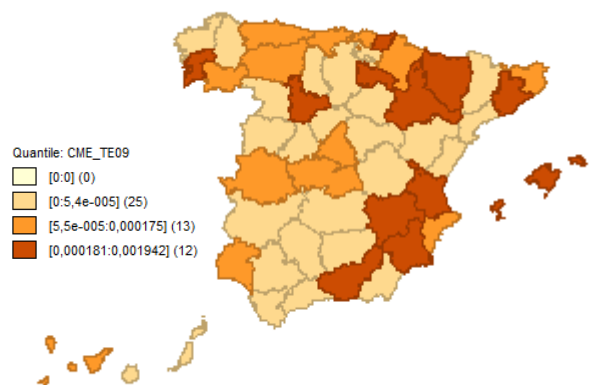 Quantile: CME_TE09
[0:0] (0)
[0:5,4e-005] (25)
[5,5e-005:0,000175] (13)
[0,000181:0,001942] (12)